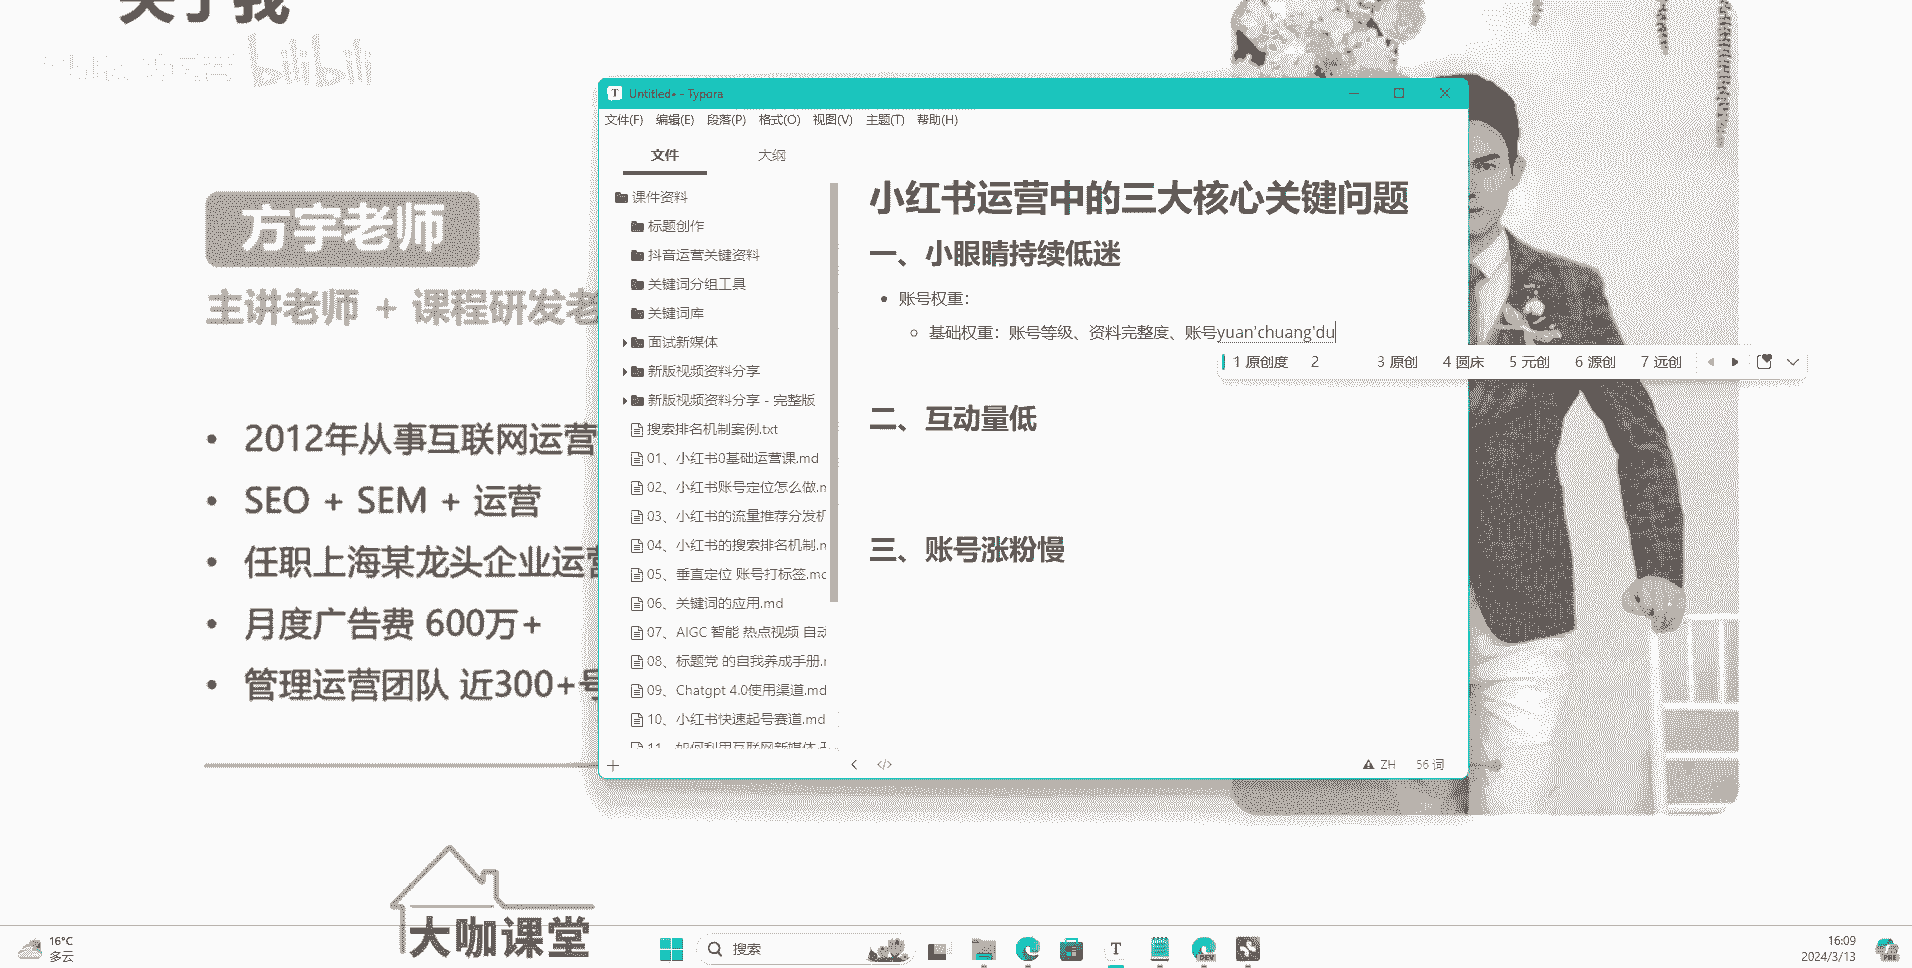 关于我
bilibili
方宇老师
主讲老师 + 课程研发老
2012年从事互联网运营
SEO + SEM + 运营
任职上海某龙头企业运营
月度广告费 600万+
管理运营团队 近300+号
大咖课堂
Untitled• - Typora
文件(F) 编辑(E) 段落(P) 格式(O) 视图(V) 主题(T) 帮助(H)
文件 大纲
课件资料
标题创作
抖音运营关键资料
关键词分组工具
关键词库
面试新媒体
新版视频资料分享
新版视频资料分享 - 完整版
搜索排名机制案例.txt
01、小红书0基础运营课.md
02、小红书账号定位怎么做.m
03、小红书的流量推荐分发机
04、小红书的搜索排名机制.m
05、垂直定位 账号打标签.md
06、关键词的应用.md
07、AIGC 智能 热点视频 自动
08、标题党 的自我养成手册.m
09、Chatgpt 4.0使用渠道.md
10、小红书快速起号赛道.md
11、如何利用互联网新媒体
小红书运营中的三大核心关键问题
一、小眼睛持续低迷
账号权重：
基础权重：账号等级、资料完整度、账号yuan'chuang'du
1 原创度 2 3 原创 4 圆床 5 元创 6 源创 7 远创
二、互动量低
三、账号涨粉慢
</> ZH 56 词
16°C
多云
搜索
T
DEV
16:09
2024/3/13
PRE